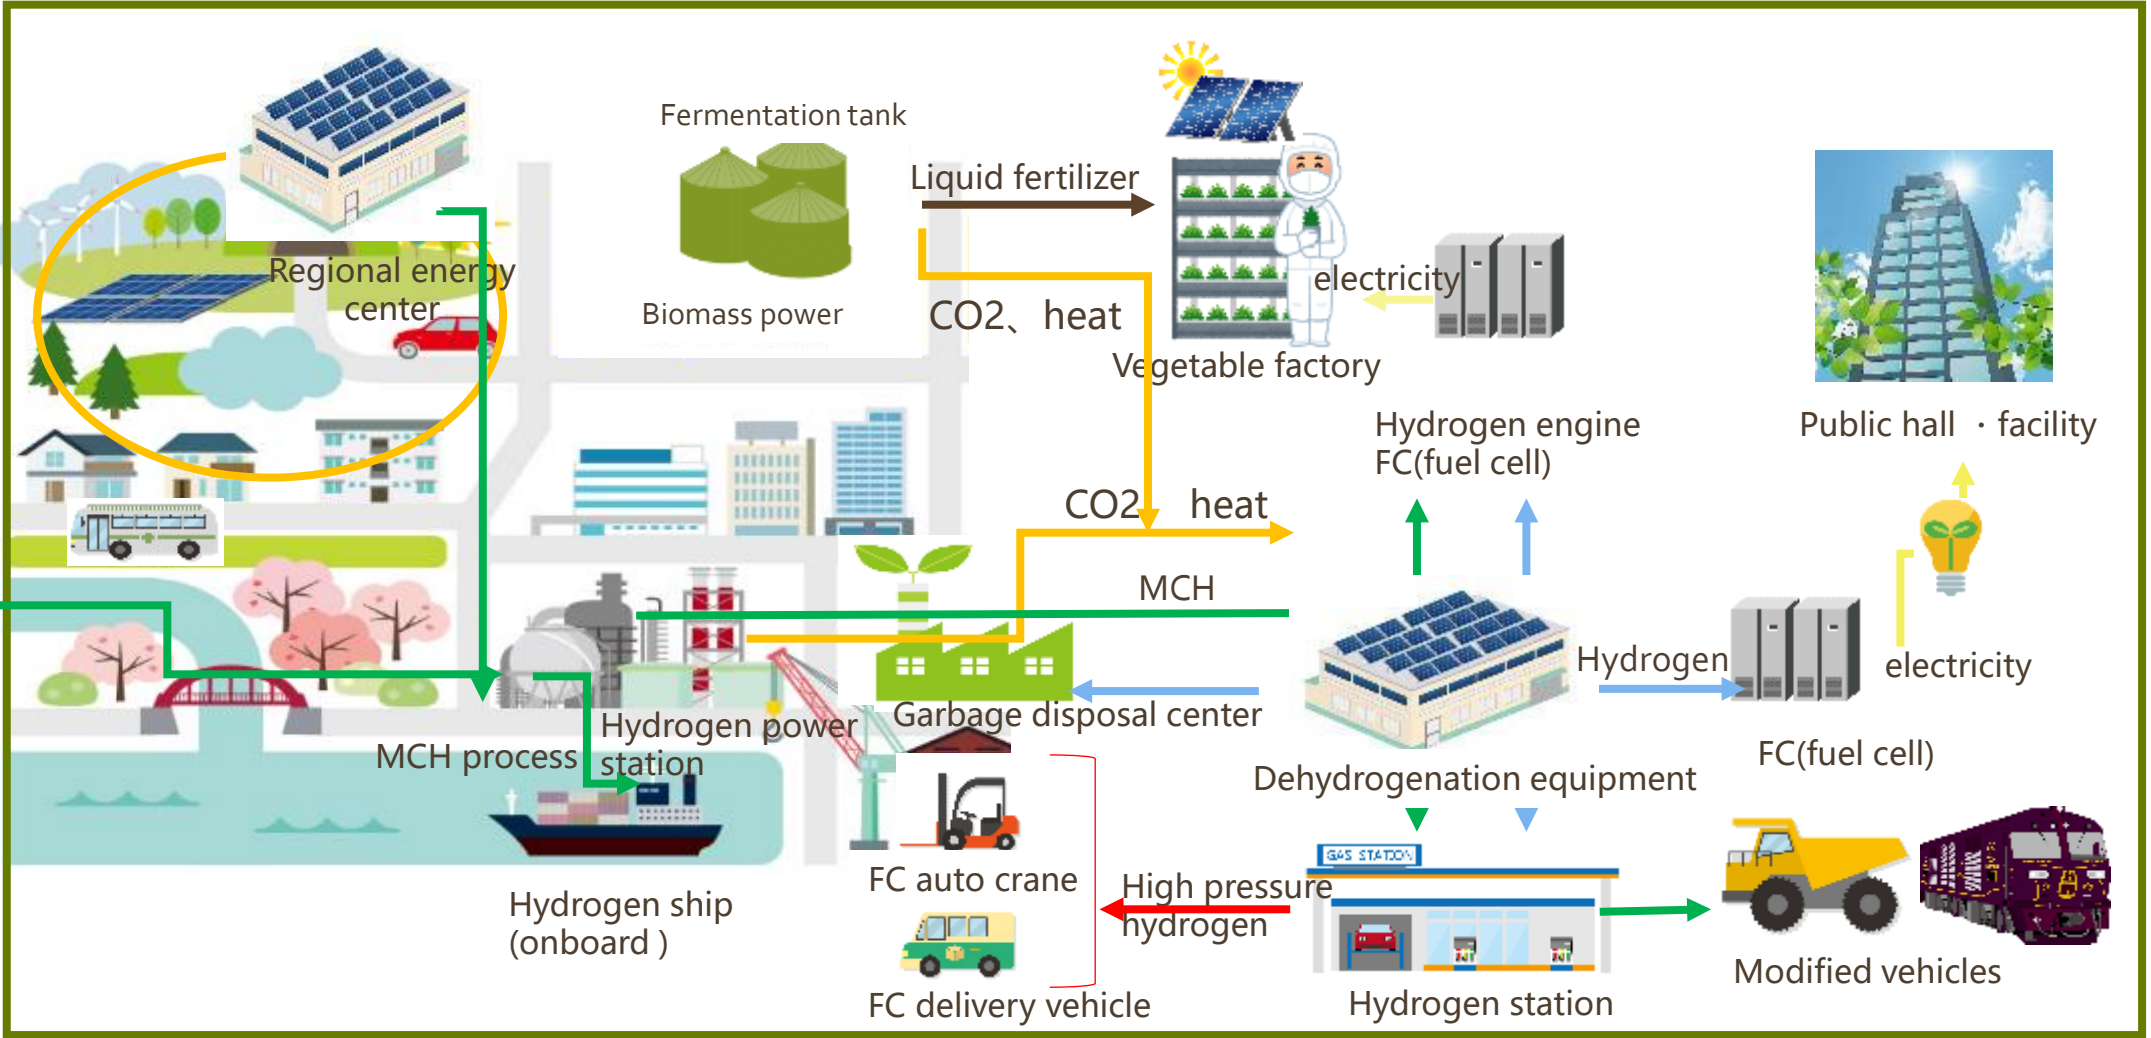 Fermentation tank
Liquid fertilizer
Regional energy
center
electricity
Biomass power
CO2、heat
Vegetable factory
Hydrogen engine
FC(fuel cell)
Public hall ・facility
CO2 heat
MCH
Hydrogen
electricity
Garbage disposal center
Hydrogen power
station
MCH process
FC(fuel cell)
Dehydrogenation equipment
GAS STATION
FC auto crane
High pressure
hydrogen
Hydrogen ship
(onboard )
Modified vehicles
FC delivery vehicle
Hydrogen station